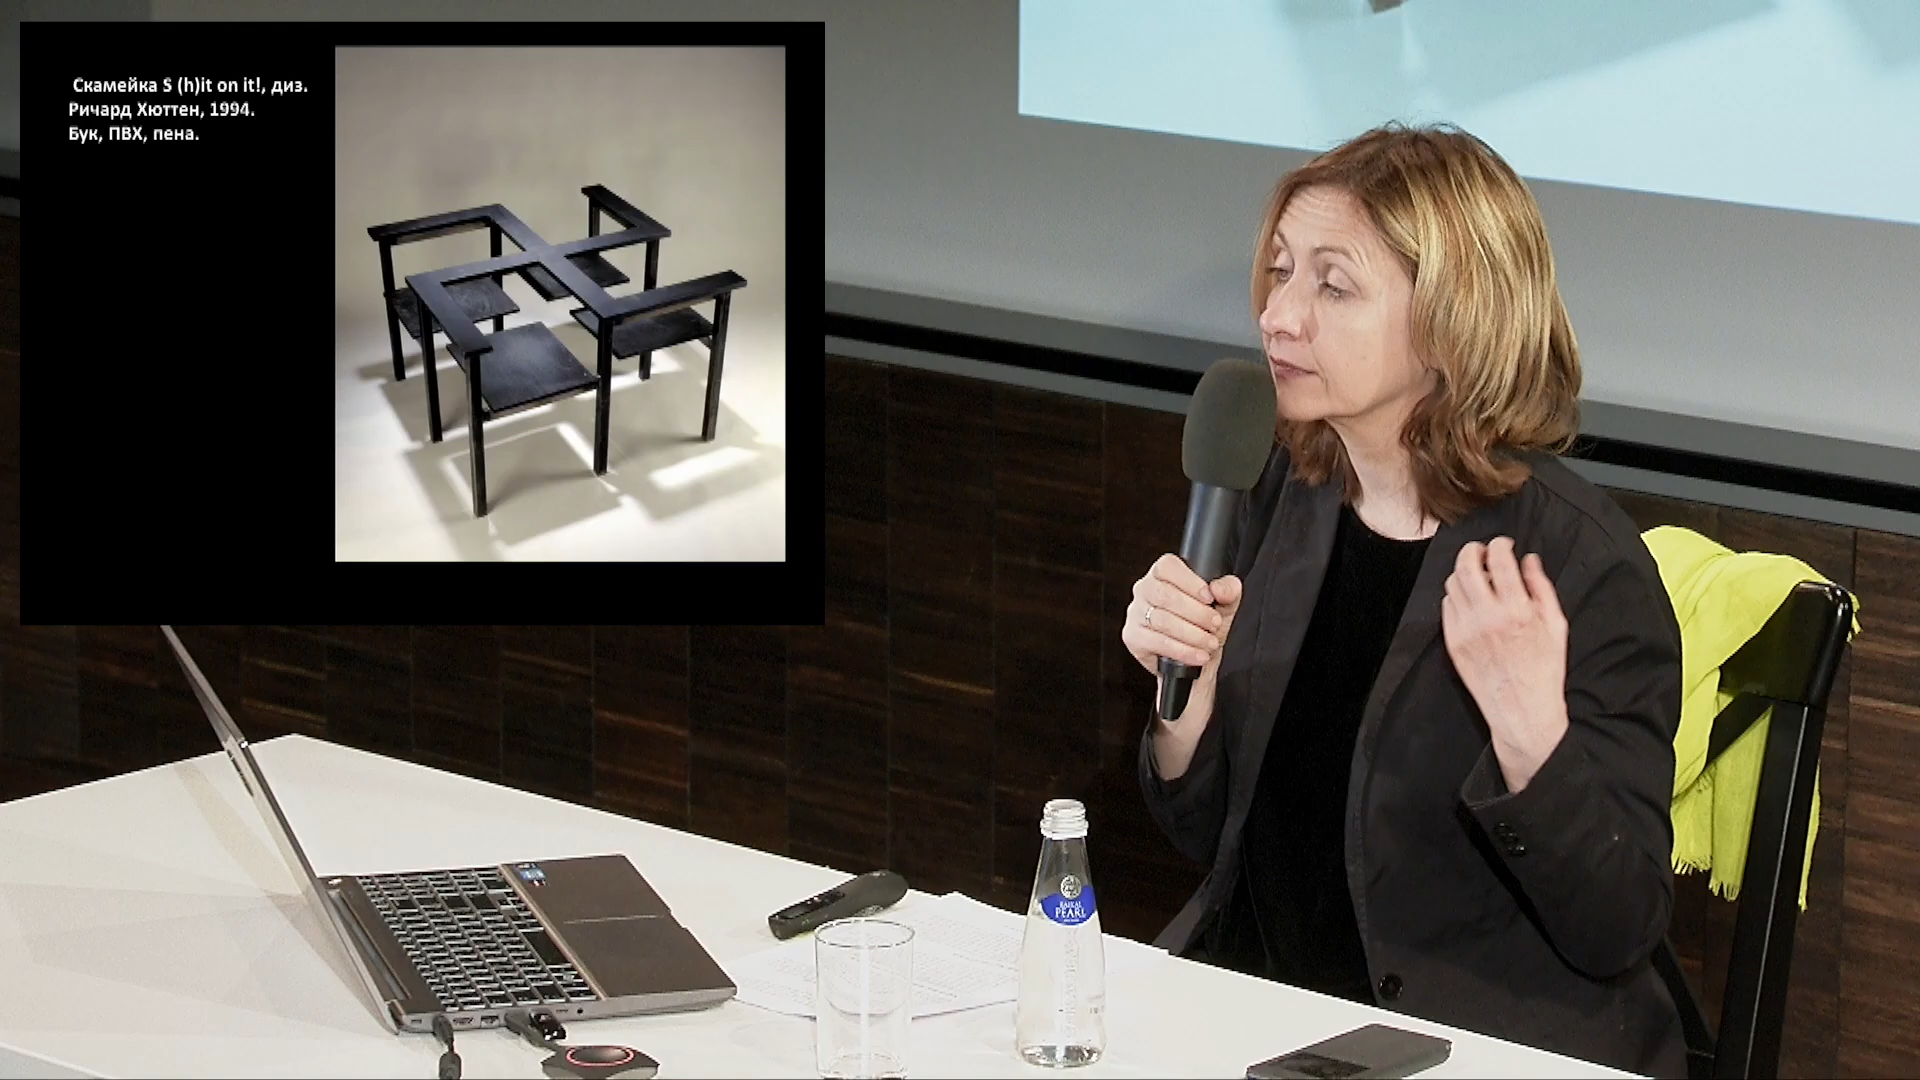 Скамейка S (h)it on it!, диз.
Ричард Хюттен, 1994.
Бук, ПВХ, пена.
BAIKAL
PEARL